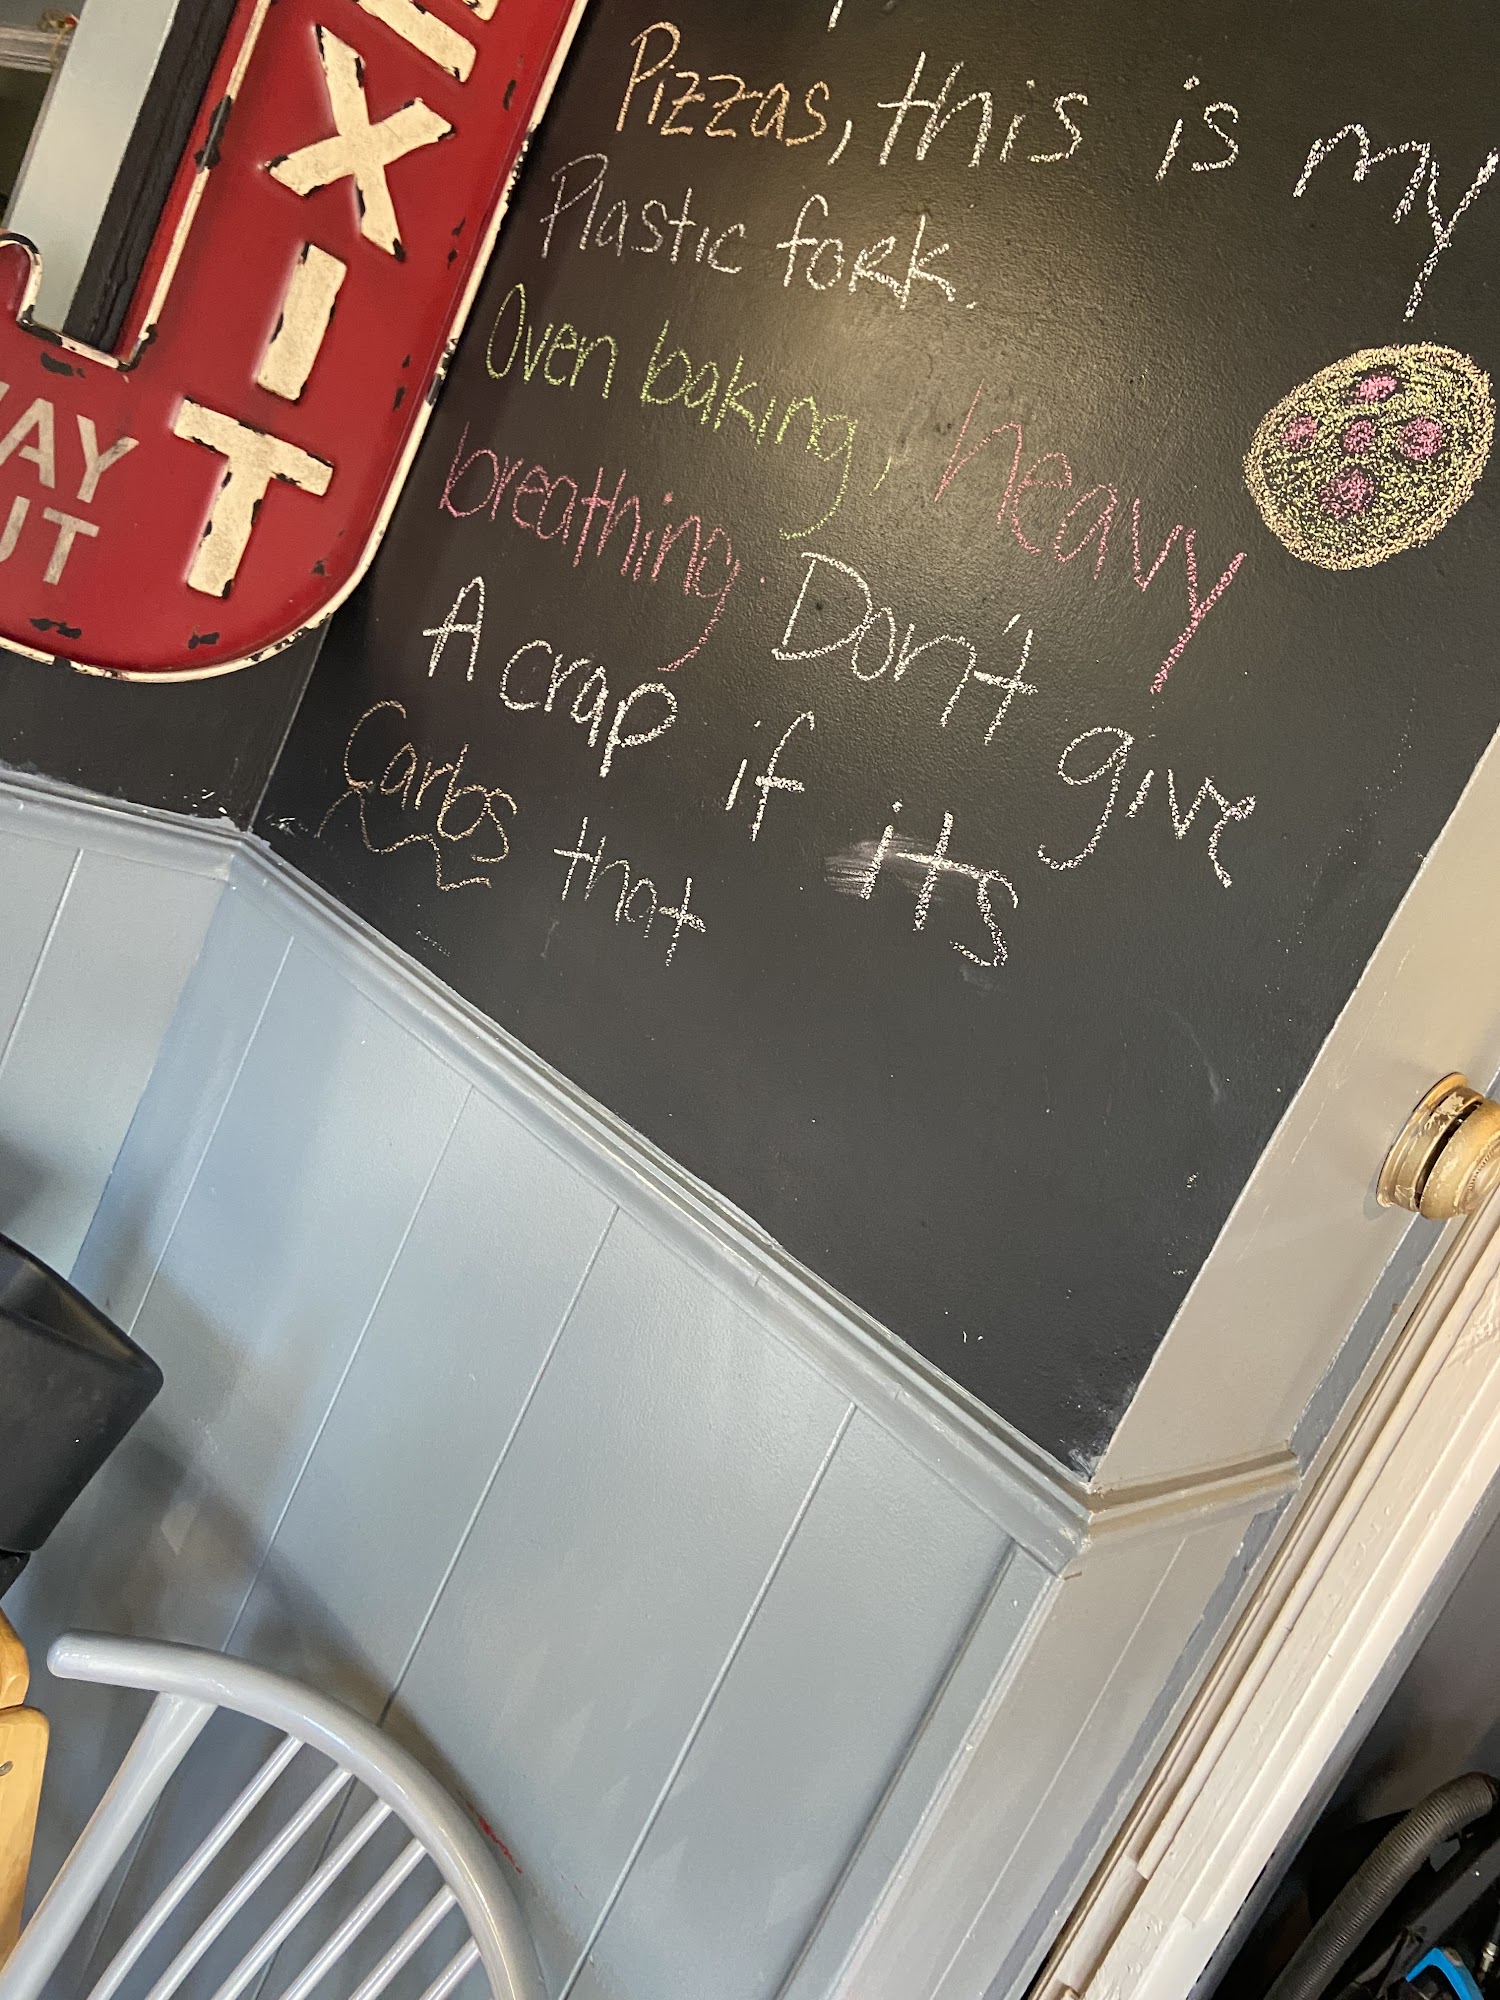 EXIT
WAY
Pizzas, this is my
Plastic fork.
Oven baking, heavy
breathing. Don't give
A crap if its
Carbs that